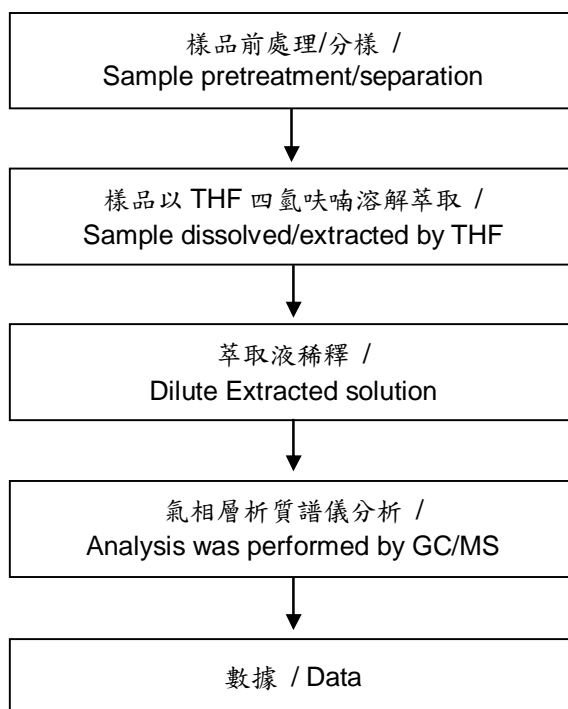 樣品前處理/分樣 /
Sample pretreatment/separation
樣品以 THF 四氫呋喃溶解萃取 /
Sample dissolved/extracted by THF
萃取液稀釋 /
Dilute Extracted solution
氣相層析質譜儀分析 /
Analysis was performed by GC/MS
數據 / Data